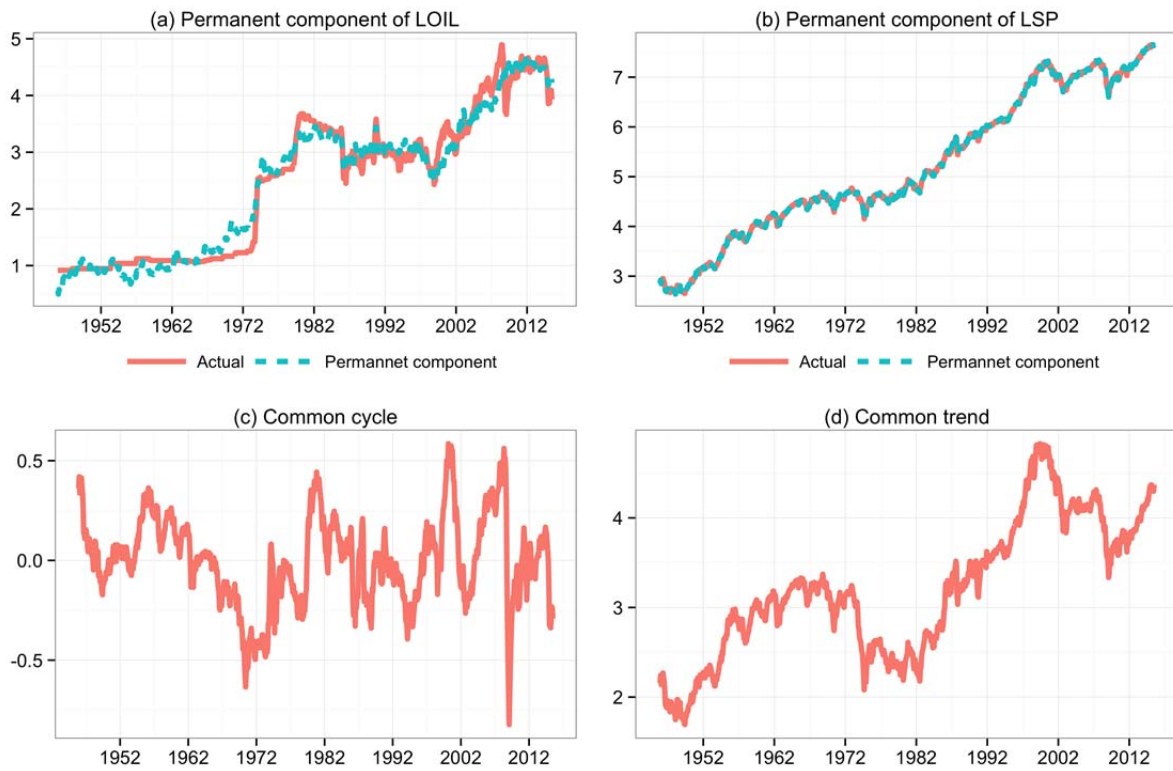 (a) Permanent component of LOIL
5
4
3
2
1
1952 1962 1972 1982 1992 2002 2012
Actual Permannet component
(b) Permanent component of LSP
7
6
5
4
3
1952 1962 1972 1982 1992 2002 2012
Actual Permannet component
(c) Common cycle
0.5
0.0
-0.5
1952 1962 1972 1982 1992 2002 2012
(d) Common trend
4
3
2
1952 1962 1972 1982 1992 2002 2012